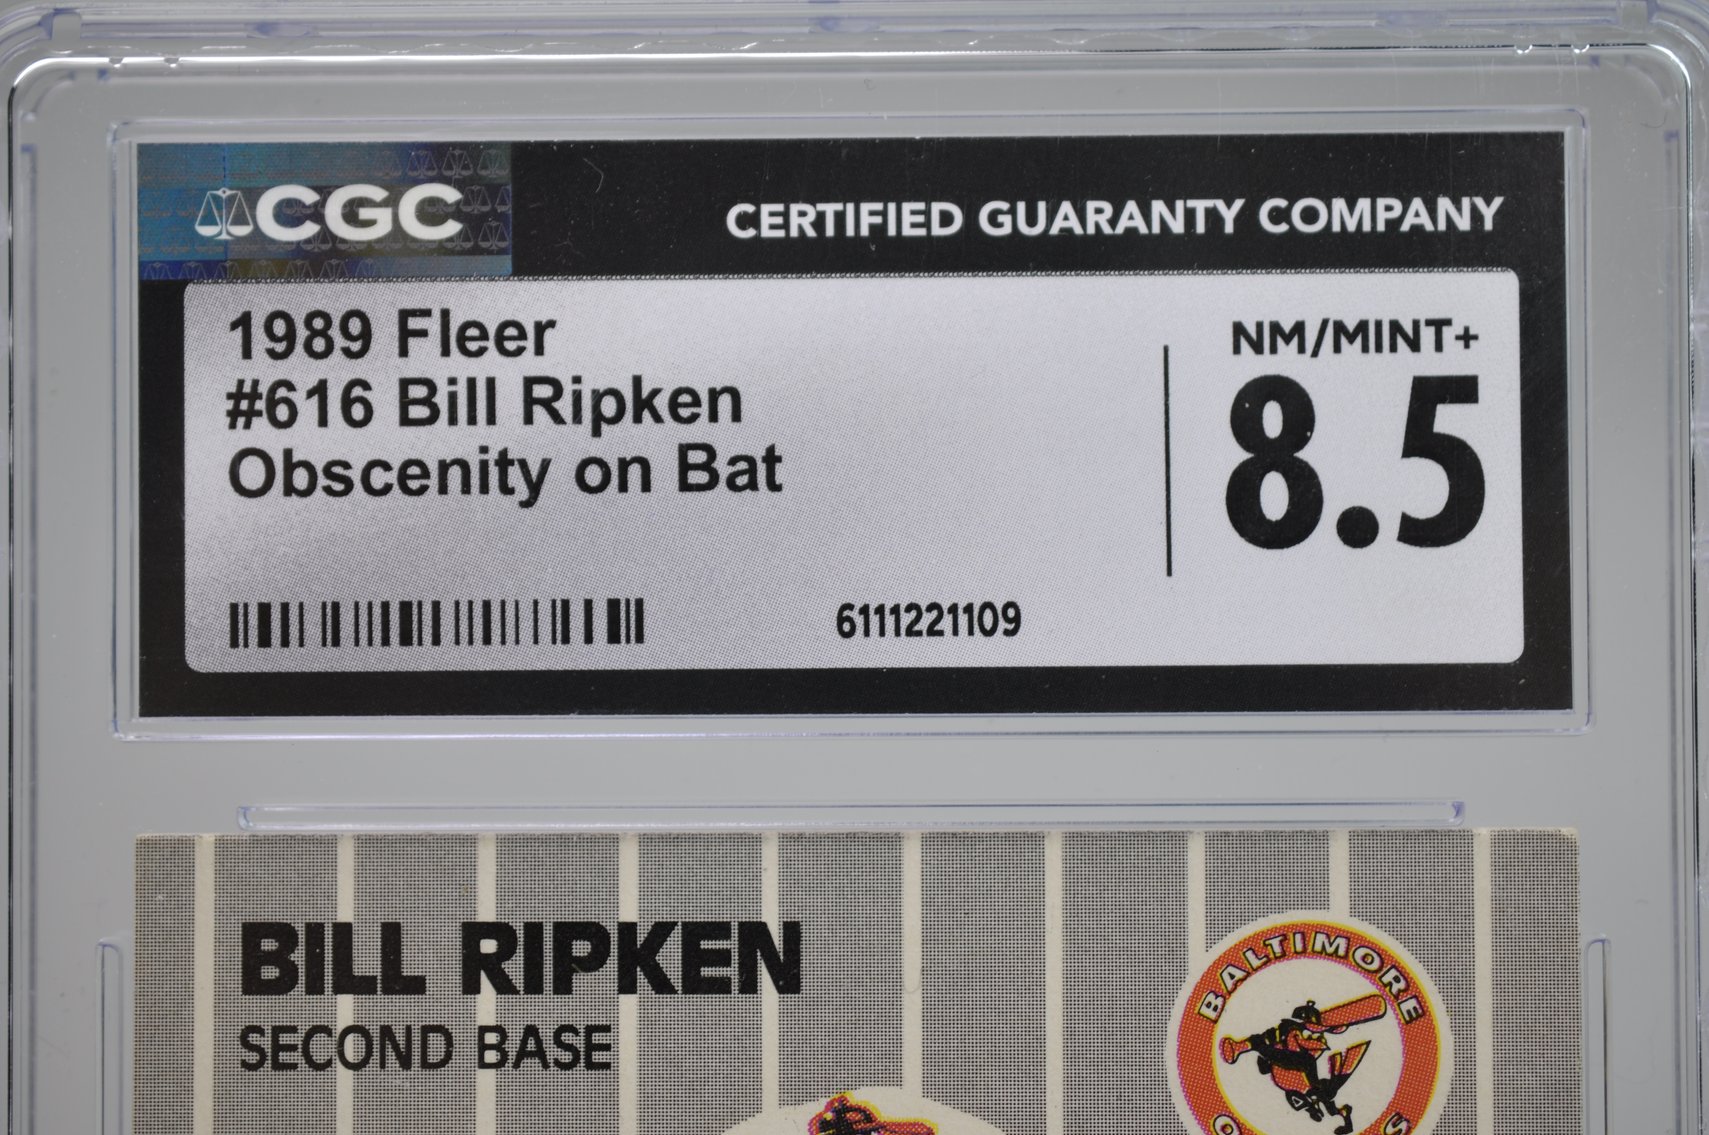 CGC
CERTIFIED GUARANTY COMPANY
1989 Fleer
#616 Bill Ripken
Obscenity on Bat
NM/MINT+
8.5
6111221109
BILL RIPKEN
SECOND BASE
BALTIMORE